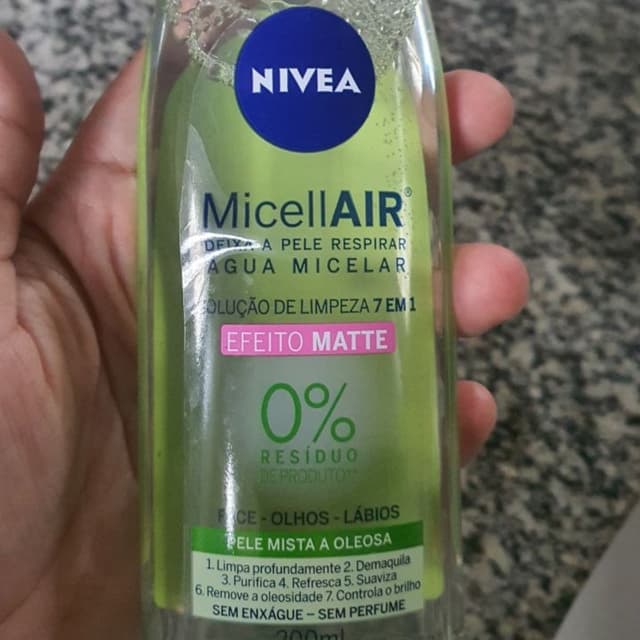 NIVEA
MicellAIR®
DEIXA A PELE RESPIRAR
ÁGUA MICELAR
SOLUÇÃO DE LIMPEZA 7 EM 1
EFEITO MATTE
0%
RESÍDUO
DE PRODUTO**
FACE - OLHOS - LÁBIOS
PELE MISTA A OLEOSA
1. Limpa profundamente 2. Demaquila
3. Purifica 4. Refresca 5. Suaviza
6. Remove a oleosidade 7. Controla o brilho
SEM ENXÁGUE – SEM PERFUME
200ml